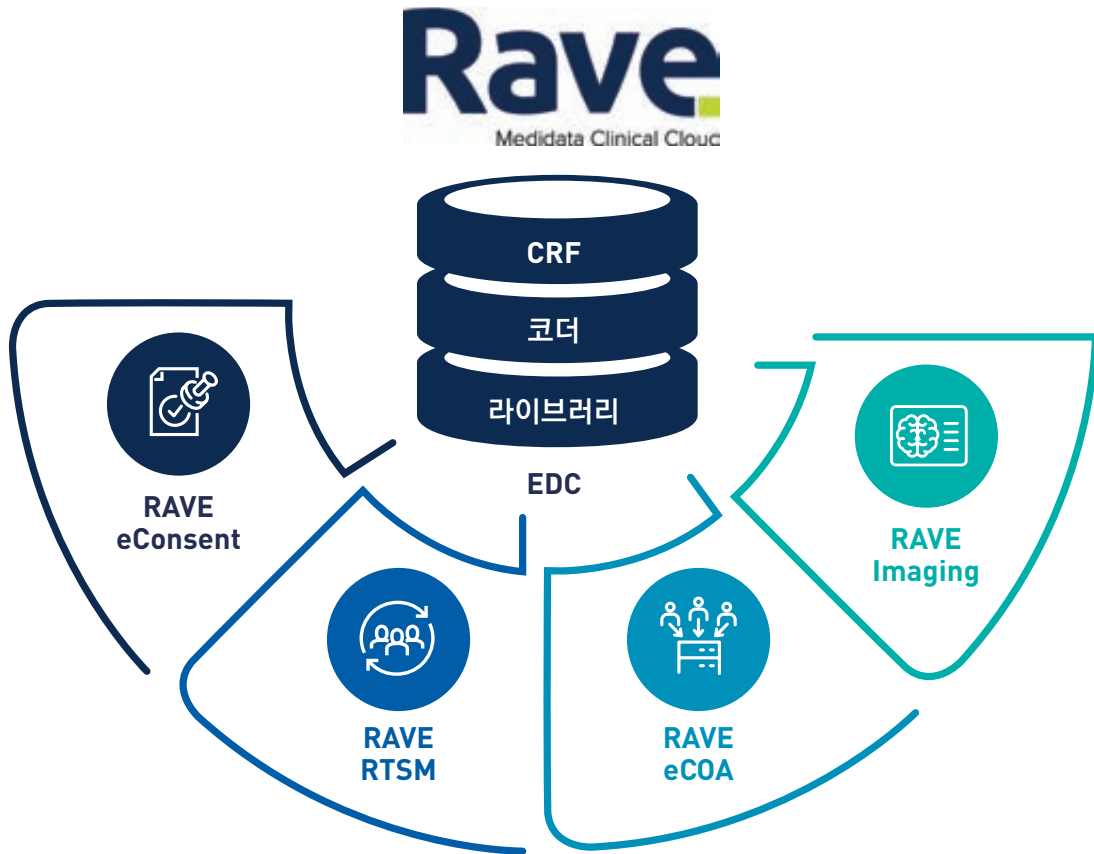 Rave
Medidata Clinical Clouc
CRF
코더
라이브러리
EDC
RAVE
eConsent
RAVE
RTSM
RAVE
eCOA
RAVE
Imaging